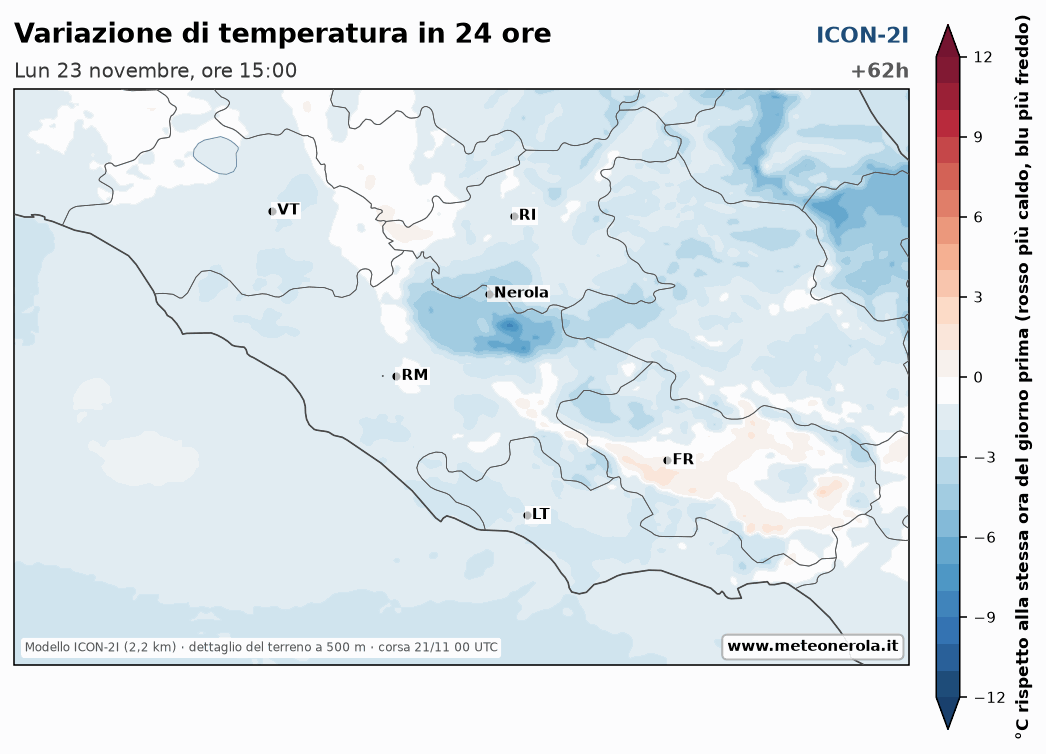 Variazione di temperatura in 24 ore
ICON-2I
Lun 23 novembre, ore 15:00
+62h
VT
RI
Nerola
RM
FR
LT
Modello ICON-2I (2,2 km) · dettaglio del terreno a 500 m · corsa 21/11 00 UTC
www.meteonerola.it
12
9
6
3
0
−3
−6
−9
−12
°C rispetto alla stessa ora del giorno prima (rosso più caldo, blu più freddo)